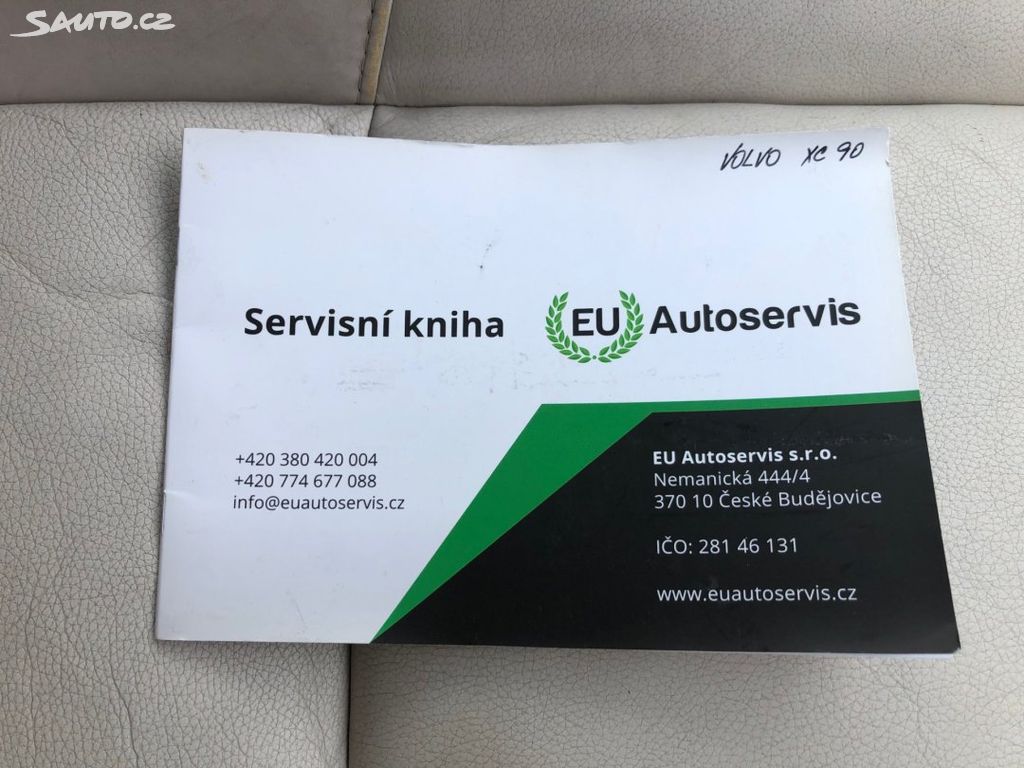 SAUTO.CZ
VOLVO XC 90
Servisní kniha
EU Autoservis
+420 380 420 004
+420 774 677 088
info@euautoservis.cz
EU Autoservis s.r.o.
Nemanická 444/4
370 10 České Budějovice
IČO: 281 46 131
www.euautoservis.cz